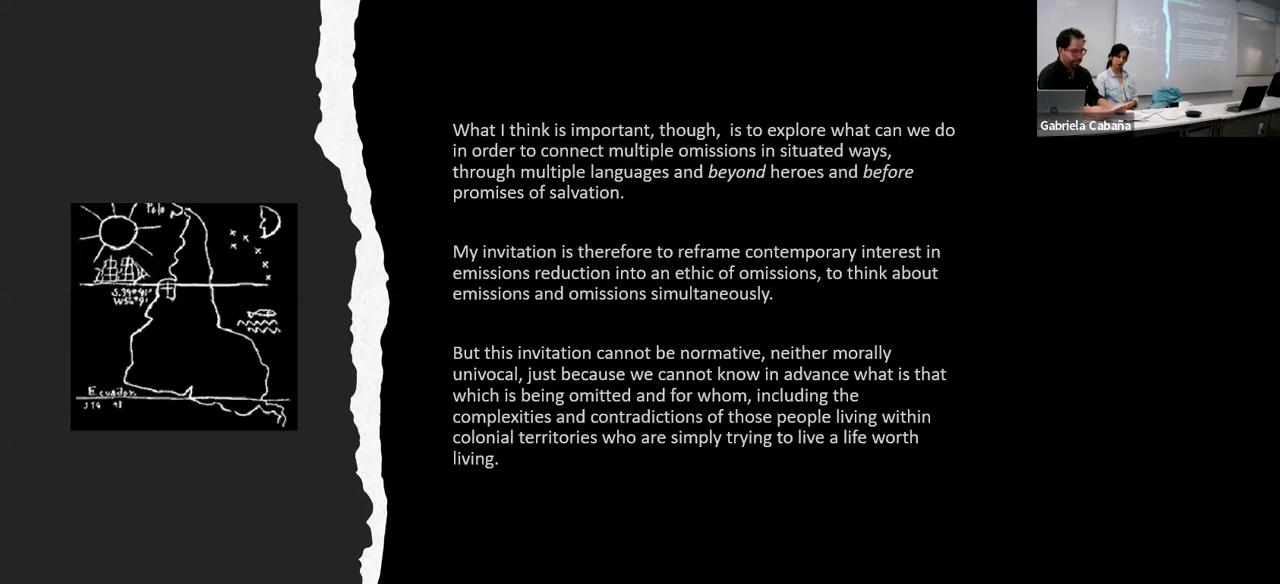 What I think is important, though,  is to explore what can we do
in order to connect multiple omissions in situated ways,
through multiple languages and beyond heroes and before
promises of salvation.
My invitation is therefore to reframe contemporary interest in
emissions reduction into an ethic of omissions, to think about
emissions and omissions simultaneously.
But this invitation cannot be normative, neither morally
univocal, just because we cannot know in advance what is that
which is being omitted and for whom, including the
complexities and contradictions of those people living within
colonial territories who are simply trying to live a life worth
living.
Polo
Ecuador.
Gabriela Cabaña